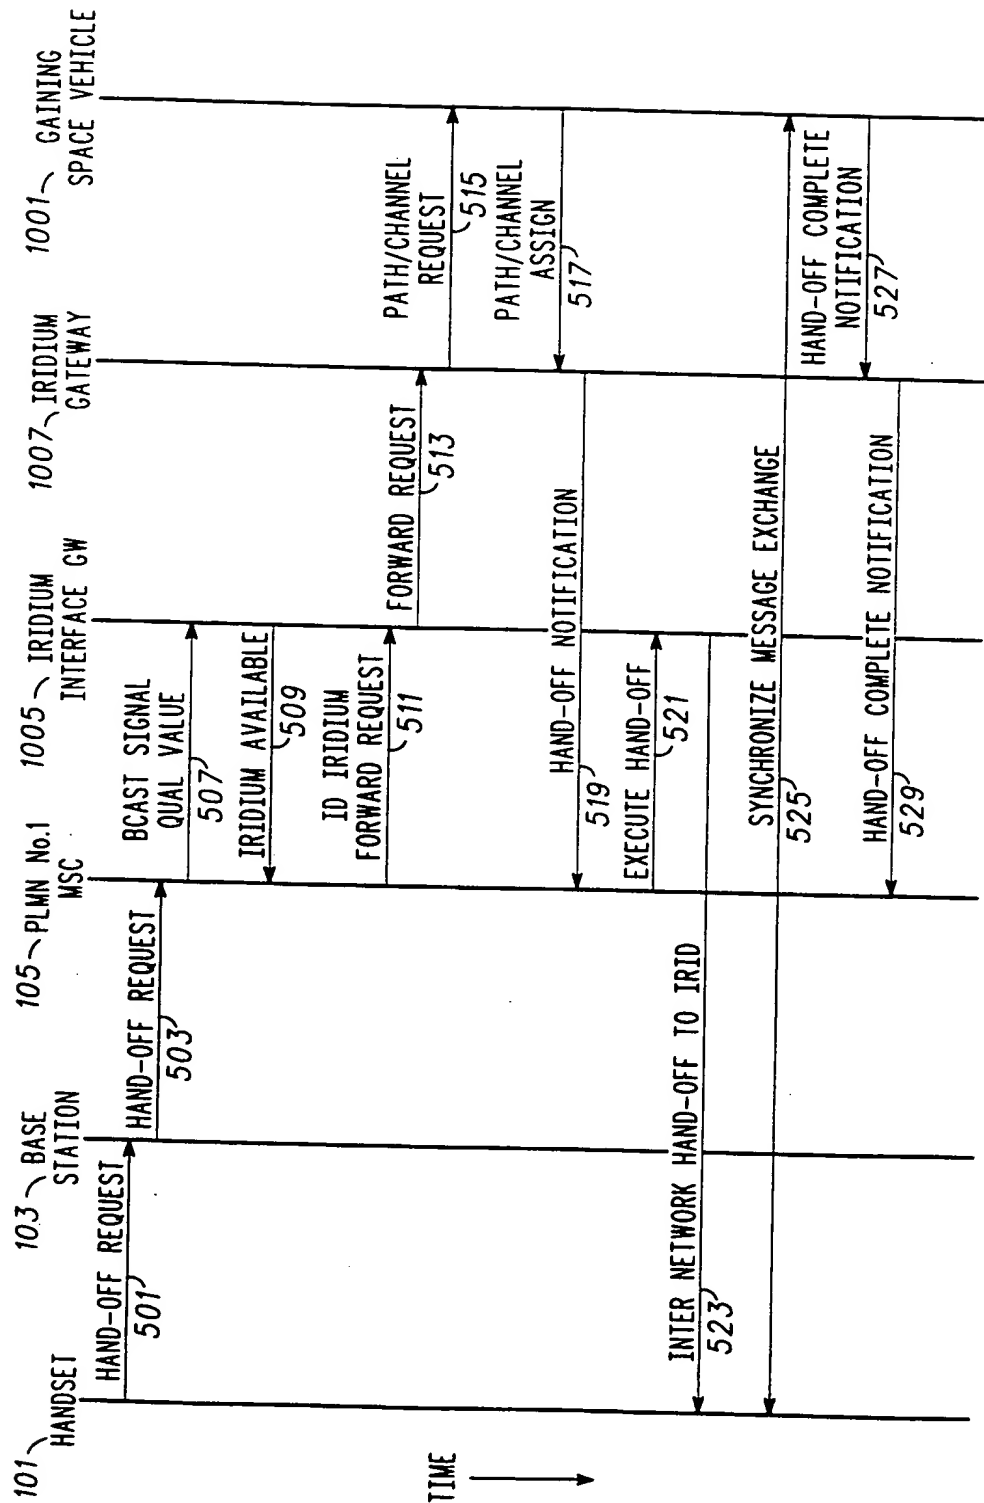 101 HANDSET
103 BASE
STATION
105 PLMN No.1
MSC
1005 IRIDIUM
INTERFACE GW
1007 IRIDIUM
GATEWAY
1001 GAINING
SPACE VEHICLE
HAND-OFF REQUEST
501
HAND-OFF REQUEST
503
BCAST SIGNAL
QUAL VALUE
507
IRIDIUM AVAILABLE
509
ID IRIDIUM
FORWARD REQUEST
511
FORWARD REQUEST
513
PATH/CHANNEL
REQUEST
515
PATH/CHANNEL
ASSIGN
517
HAND-OFF NOTIFICATION
519
EXECUTE HAND-OFF
521
INTER NETWORK HAND-OFF TO IRID
523
SYNCHRONIZE MESSAGE EXCHANGE
525
HAND-OFF COMPLETE
NOTIFICATION
527
HAND-OFF COMPLETE NOTIFICATION
529
TIME